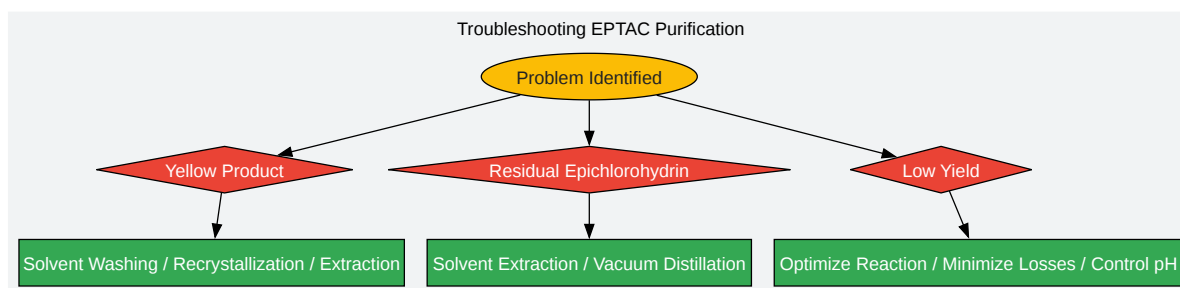 Troubleshooting EPTAC Purification
Problem Identified
Yellow Product
Residual Epichlorohydrin
Low Yield
Solvent Washing / Recrystallization / Extraction
Solvent Extraction / Vacuum Distillation
Optimize Reaction / Minimize Losses / Control pH